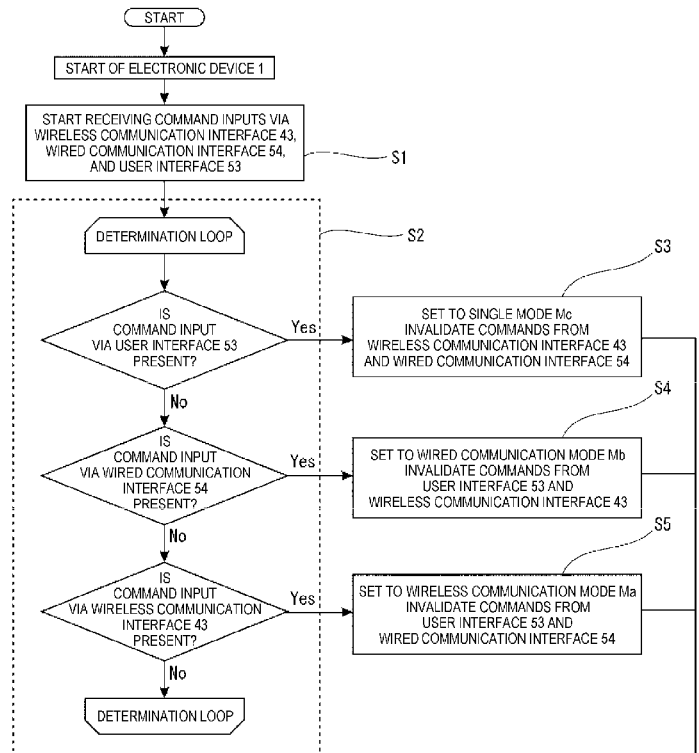 START
START OF ELECTRONIC DEVICE 1
START RECEIVING COMMAND INPUTS VIA
WIRELESS COMMUNICATION INTERFACE 43,
WIRED COMMUNICATION INTERFACE 54,
AND USER INTERFACE 53
S1
DETERMINATION LOOP
S2
IS
COMMAND INPUT
VIA USER INTERFACE 53
PRESENT?
Yes
No
S3
SET TO SINGLE MODE Mc
INVALIDATE COMMANDS FROM
WIRELESS COMMUNICATION INTERFACE 43
AND WIRED COMMUNICATION INTERFACE 54
IS
COMMAND INPUT
VIA WIRED COMMUNICATION
INTERFACE 54
PRESENT?
Yes
No
S4
SET TO WIRED COMMUNICATION MODE Mb
INVALIDATE COMMANDS FROM
USER INTERFACE 53 AND
WIRELESS COMMUNICATION INTERFACE 43
IS
COMMAND INPUT
VIA WIRELESS COMMUNICATION
INTERFACE 43
PRESENT?
Yes
No
S5
SET TO WIRELESS COMMUNICATION MODE Ma
INVALIDATE COMMANDS FROM
USER INTERFACE 53 AND
WIRED COMMUNICATION INTERFACE 54
DETERMINATION LOOP